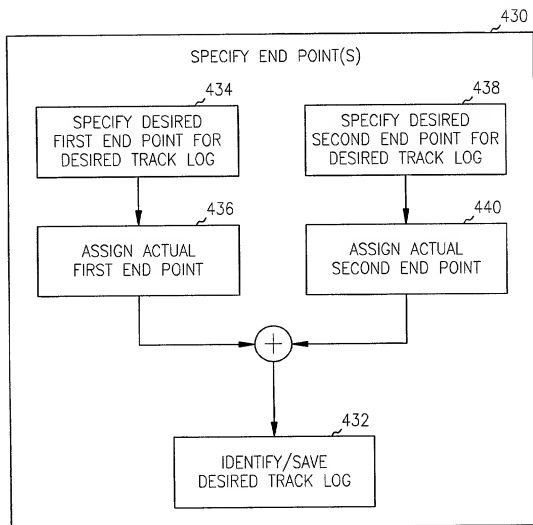 430
SPECIFY END POINT(S)
434
SPECIFY DESIRED
FIRST END POINT FOR
DESIRED TRACK LOG
438
SPECIFY DESIRED
SECOND END POINT FOR
DESIRED TRACK LOG
436
ASSIGN ACTUAL
FIRST END POINT
440
ASSIGN ACTUAL
SECOND END POINT
+
432
IDENTIFY/SAVE
DESIRED TRACK LOG